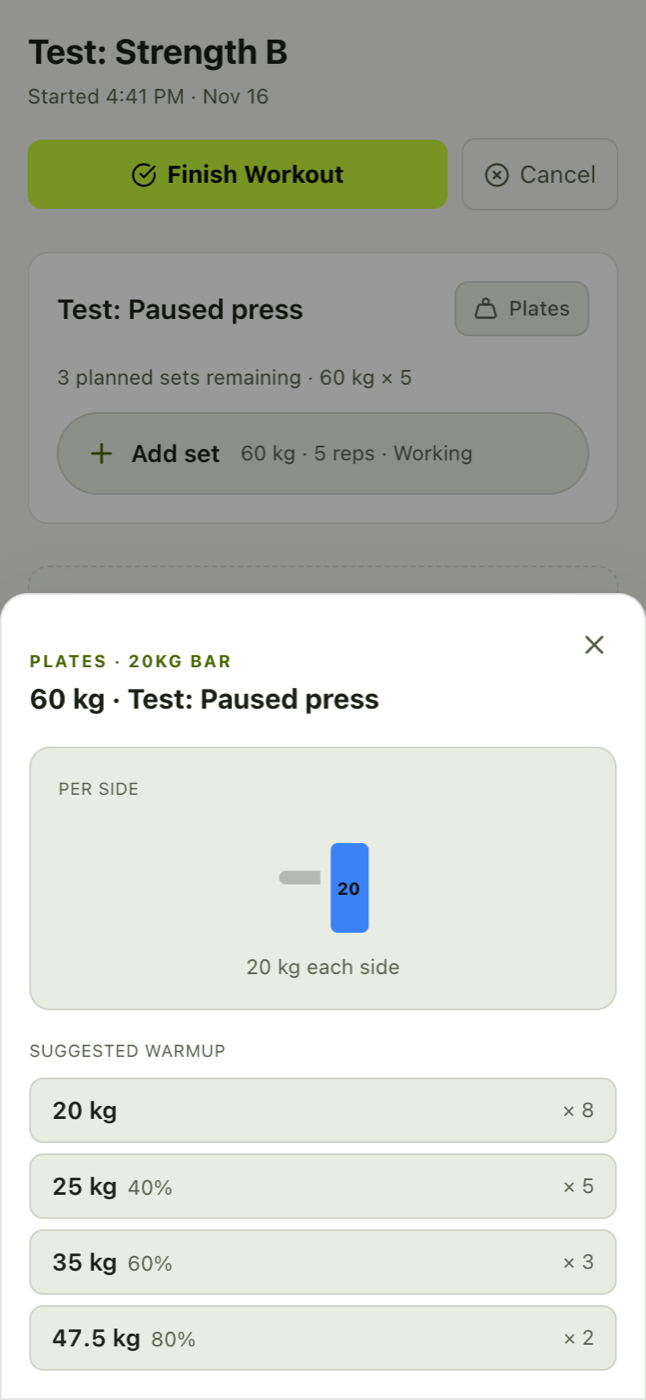 Test: Strength B
Started 4:41 PM · Nov 16
Finish Workout
Cancel
Test: Paused press
Plates
3 planned sets remaining · 60 kg × 5
Add set 60 kg · 5 reps · Working
PLATES · 20KG BAR
60 kg · Test: Paused press
PER SIDE
20
20 kg each side
SUGGESTED WARMUP
20 kg × 8
25 kg 40% × 5
35 kg 60% × 3
47.5 kg 80% × 2